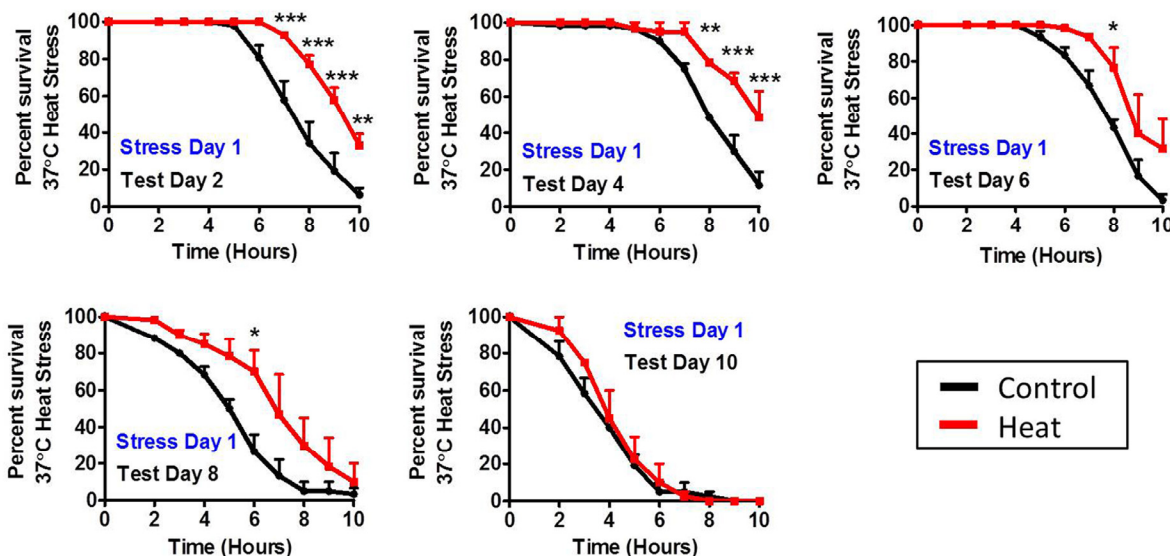 Percent survival
37°C Heat Stress
100
80
60
40
20
0
***
***
***
**
Stress Day 1
Test Day 2
0 2 4 6 8 10
Time (Hours)
Percent survival
37°C Heat Stress
100
80
60
40
20
0
**
***
***
Stress Day 1
Test Day 4
0 2 4 6 8 10
Time (Hours)
Percent survival
37°C Heat Stress
100
80
60
40
20
0
*
Stress Day 1
Test Day 6
0 2 4 6 8 10
Time (Hours)
Percent survival
37°C Heat Stress
100
80
60
40
20
0
*
Stress Day 1
Test Day 8
0 2 4 6 8 10
Time (Hours)
Percent survival
37°C Heat Stress
100
80
60
40
20
0
Stress Day 1
Test Day 10
0 2 4 6 8 10
Time (Hours)
Control
Heat